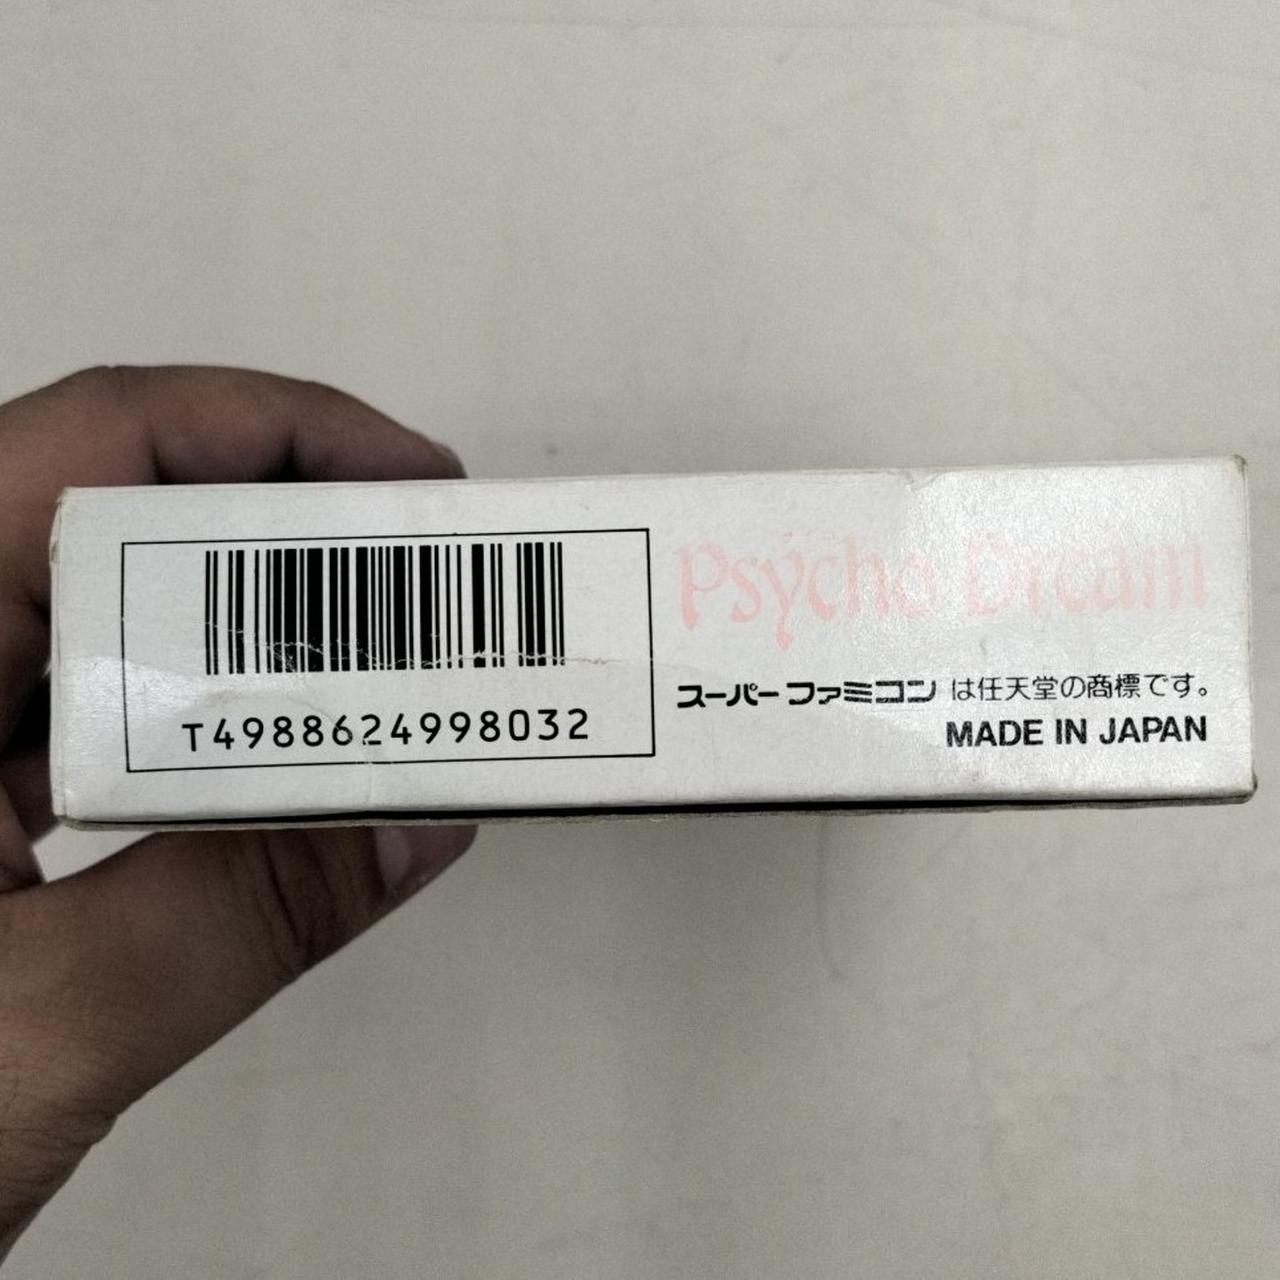 T4988624998032
Psycho Dream
スーパーファミコンは任天堂の商標です。
MADE IN JAPAN